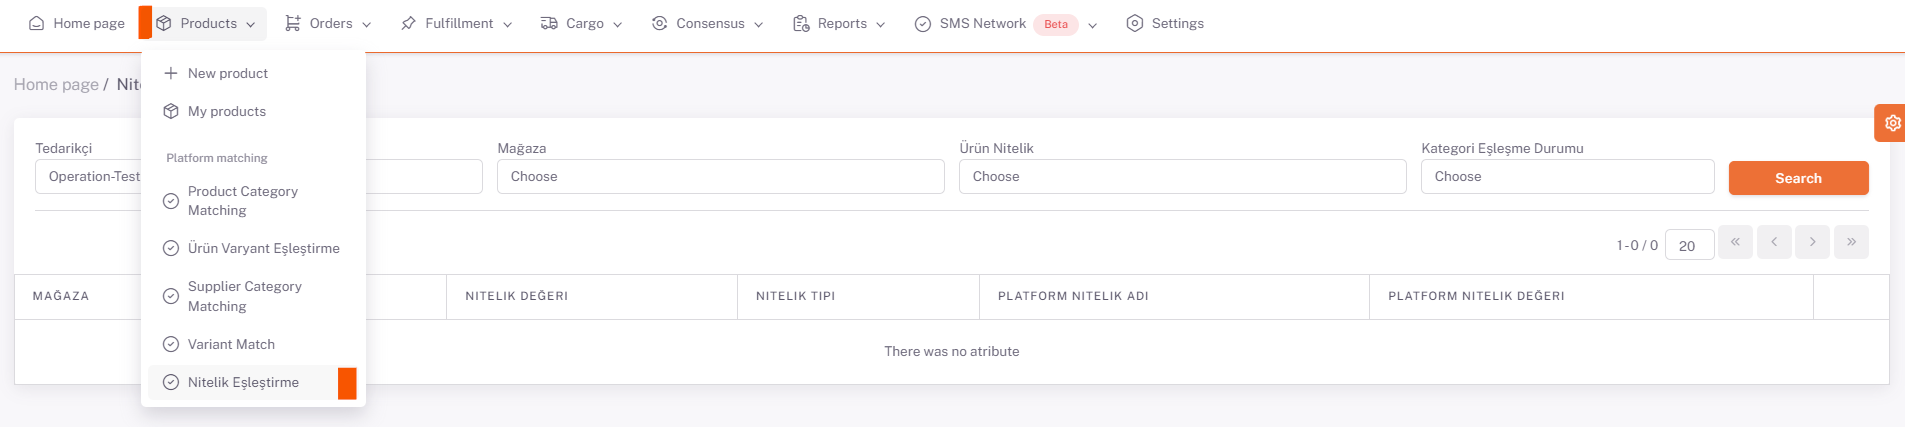 Home page Products Orders Fulfillment Cargo Consensus Reports SMS Network Beta Settings
New product
My products
Platform matching
Product Category
Matching
Ürün Varyant Eşleştirme
Supplier Category
Matching
Variant Match
Nitelik Eşleştirme
Home page /
Tedarikçi Mağaza Ürün Nitelik Kategori Eşleşme Durumu
Operation-Test Choose Choose Choose Search
1 - 0 / 0 20 « ‹ › »
MAĞAZA NITELIK DEĞERI NITELIK TIPI PLATFORM NITELIK ADI PLATFORM NITELIK DEĞERI
There was no atribute